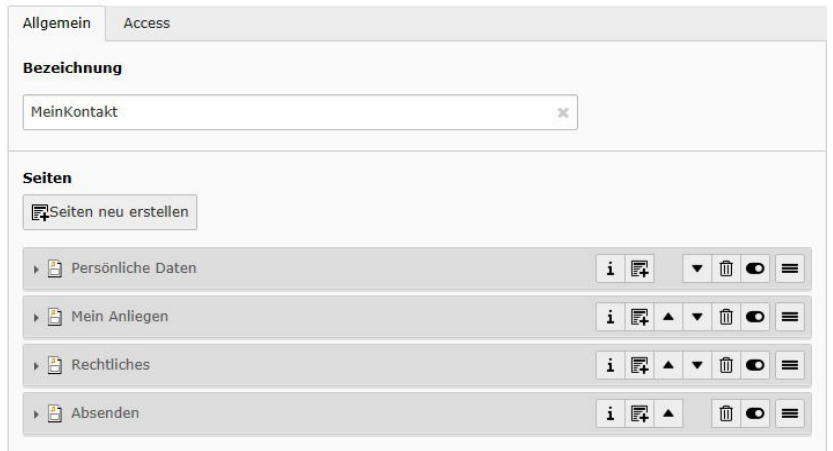 Allgemein Access
Bezeichnung
MeinKontakt
Seiten
Seiten neu erstellen
Persönliche Daten
Mein Anliegen
Rechtliches
Absenden